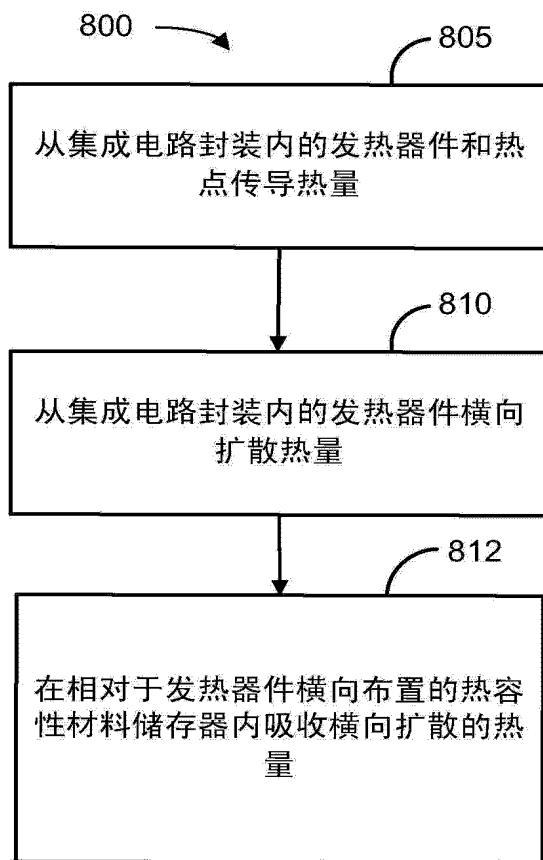 800
805
从集成电路封装内的发热器件和热
点传导热量
810
从集成电路封装内的发热器件横向
扩散热量
812
在相对于发热器件横向布置的热容
性材料储存器内吸收横向扩散的热
量